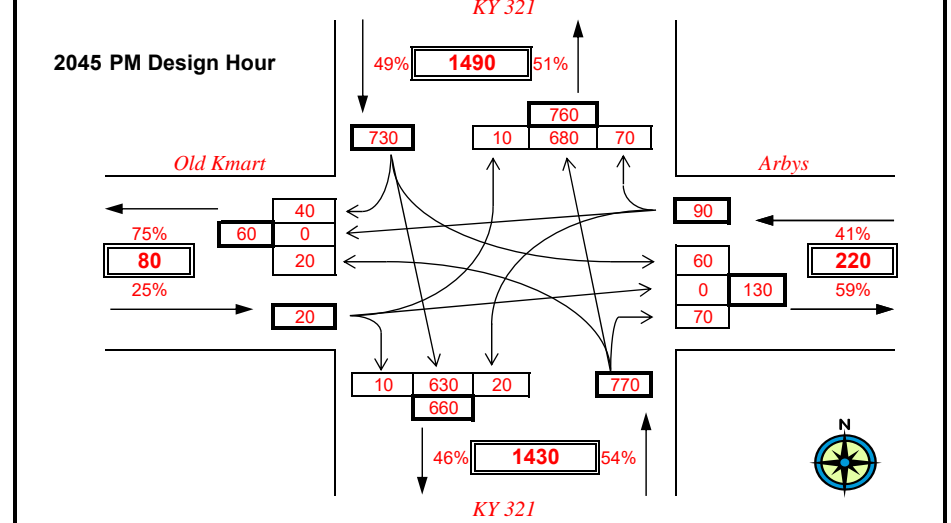 KY 321
2045 PM Design Hour
49% 1490 51%
760
730 10 680 70
Old Kmart Arbys
40 90
75% 60 0 41%
80 20 60 220
25% 0 130 59%
20 70
10 630 20 770
660
46% 1430 54%
N
KY 321